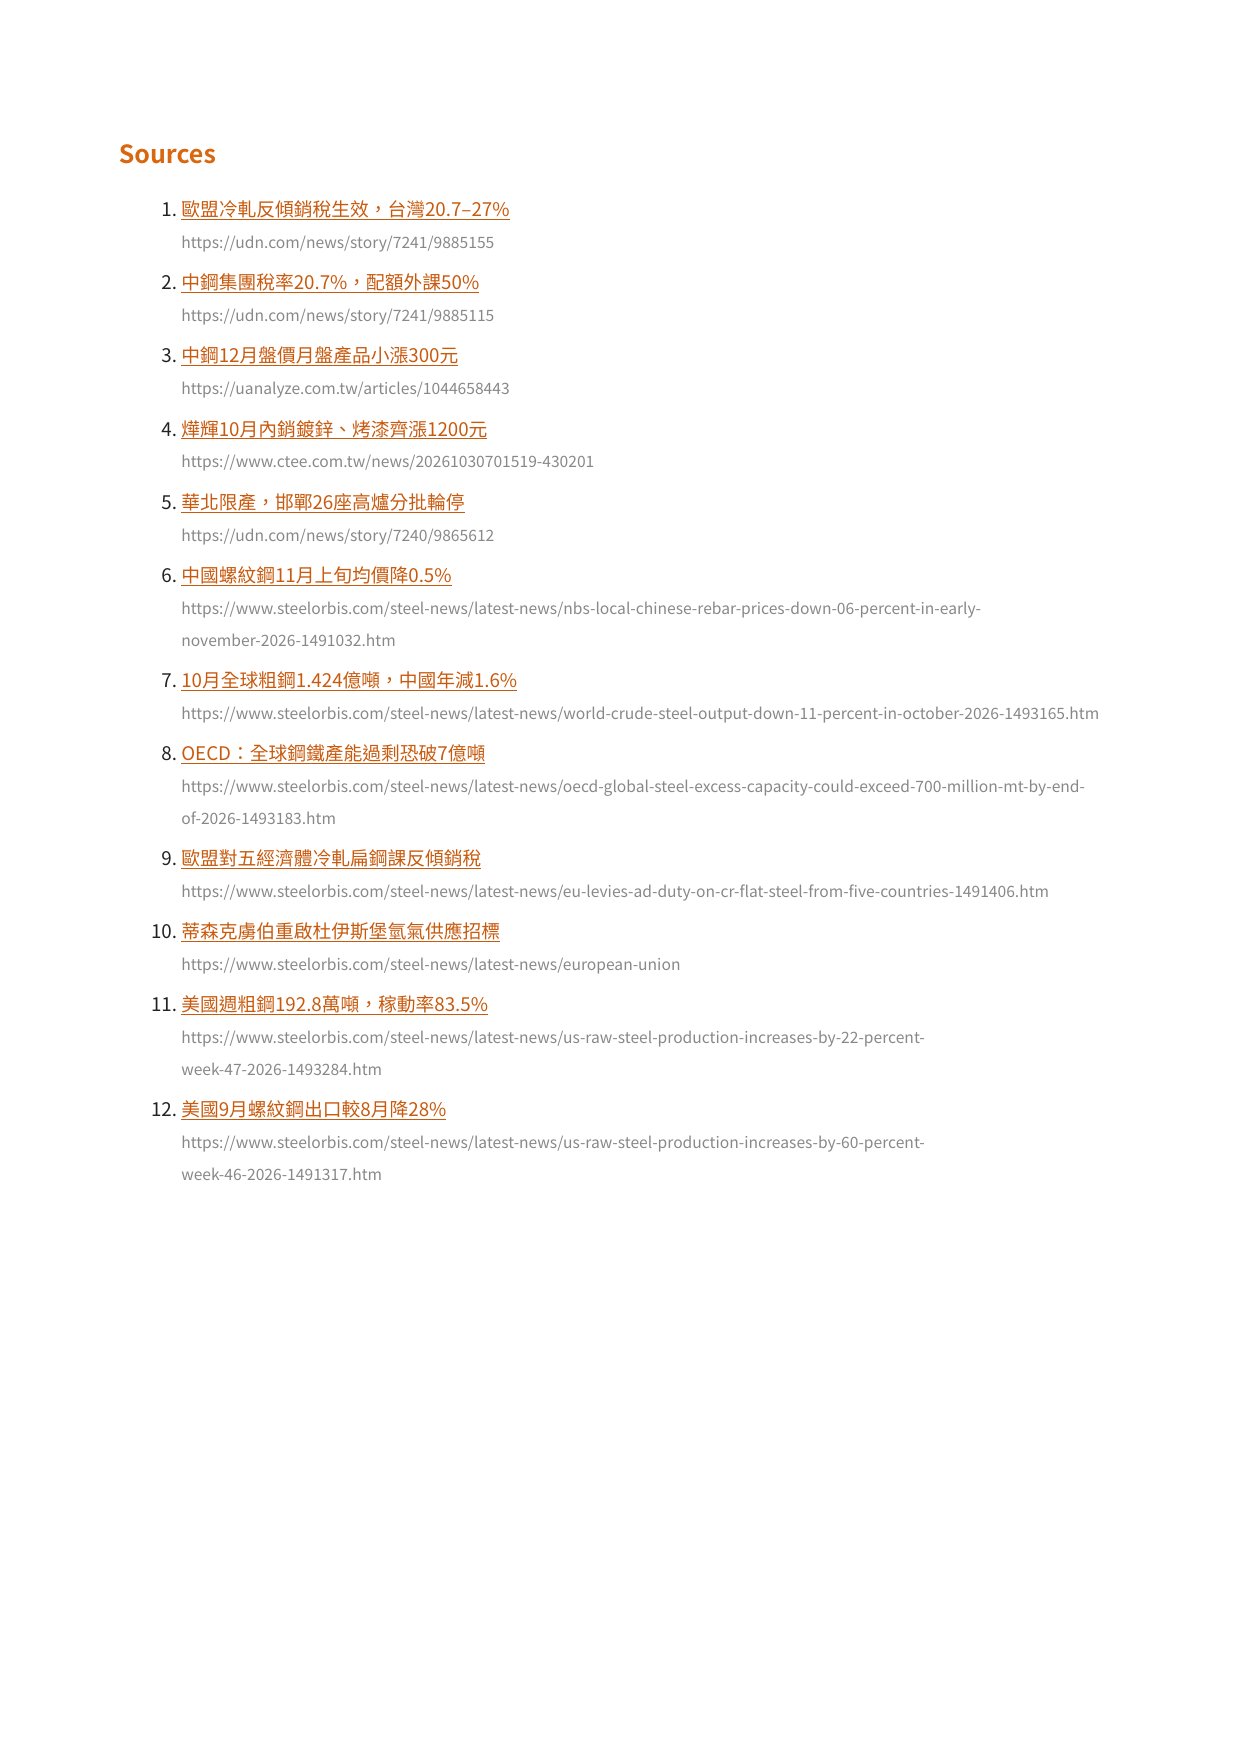 Sources
1. 歐盟冷軋反傾銷稅生效，台灣20.7–27%
https://udn.com/news/story/7241/9885155
2. 中鋼集團稅率20.7%，配額外課50%
https://udn.com/news/story/7241/9885115
3. 中鋼12月盤價月盤產品小漲300元
https://uanalyze.com.tw/articles/1044658443
4. 燁輝10月內銷鍍鋅、烤漆齊漲1200元
https://www.ctee.com.tw/news/20261030701519-430201
5. 華北限產，邯鄲26座高爐分批輪停
https://udn.com/news/story/7240/9865612
6. 中國螺紋鋼11月上旬均價降0.5%
https://www.steelorbis.com/steel-news/latest-news/nbs-local-chinese-rebar-prices-down-06-percent-in-early-
november-2026-1491032.htm
7. 10月全球粗鋼1.424億噸，中國年減1.6%
https://www.steelorbis.com/steel-news/latest-news/world-crude-steel-output-down-11-percent-in-october-2026-1493165.htm
8. OECD：全球鋼鐵產能過剩恐破7億噸
https://www.steelorbis.com/steel-news/latest-news/oecd-global-steel-excess-capacity-could-exceed-700-million-mt-by-end-
of-2026-1493183.htm
9. 歐盟對五經濟體冷軋扁鋼課反傾銷稅
https://www.steelorbis.com/steel-news/latest-news/eu-levies-ad-duty-on-cr-flat-steel-from-five-countries-1491406.htm
10. 蒂森克虜伯重啟杜伊斯堡氫氣供應招標
https://www.steelorbis.com/steel-news/latest-news/european-union
11. 美國週粗鋼192.8萬噸，稼動率83.5%
https://www.steelorbis.com/steel-news/latest-news/us-raw-steel-production-increases-by-22-percent-
week-47-2026-1493284.htm
12. 美國9月螺紋鋼出口較8月降28%
https://www.steelorbis.com/steel-news/latest-news/us-raw-steel-production-increases-by-60-percent-
week-46-2026-1491317.htm